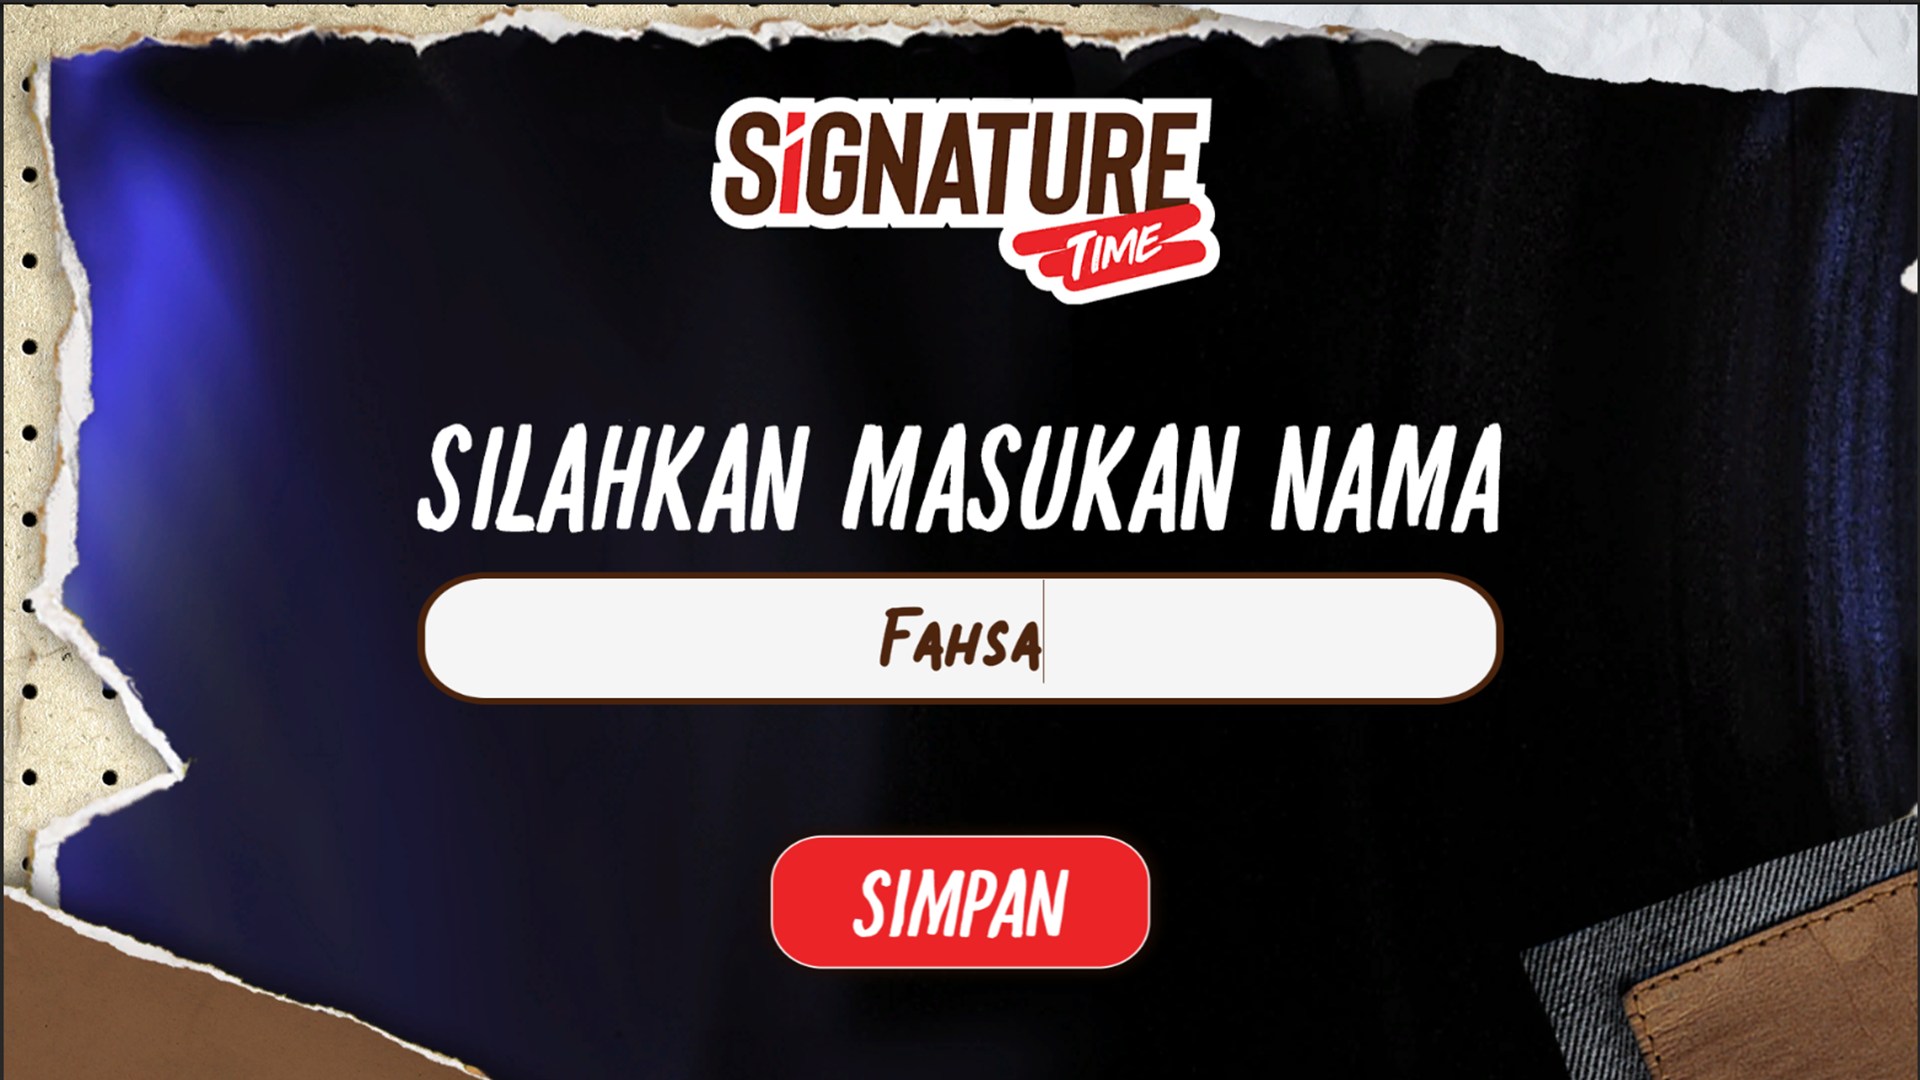 SiGNATURE
TIME
SILAHKAN MASUKAN NAMA
FAHSA
SIMPAN